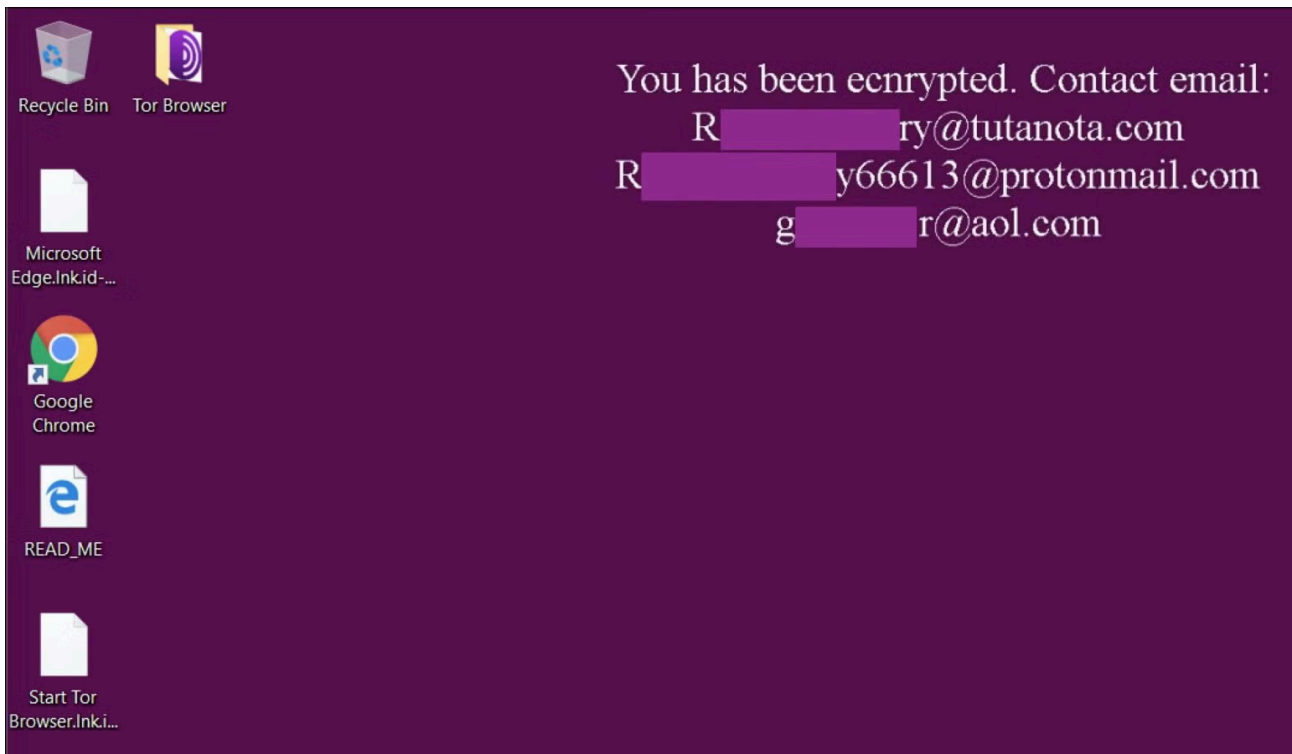 Recycle Bin
Tor Browser
Microsoft
Edge.lnk.id-...
Google
Chrome
READ_ME
Start Tor
Browser.lnk.i...
You has been ecnrypted. Contact email:
R ry@tutanota.com
R y66613@protonmail.com
g r@aol.com